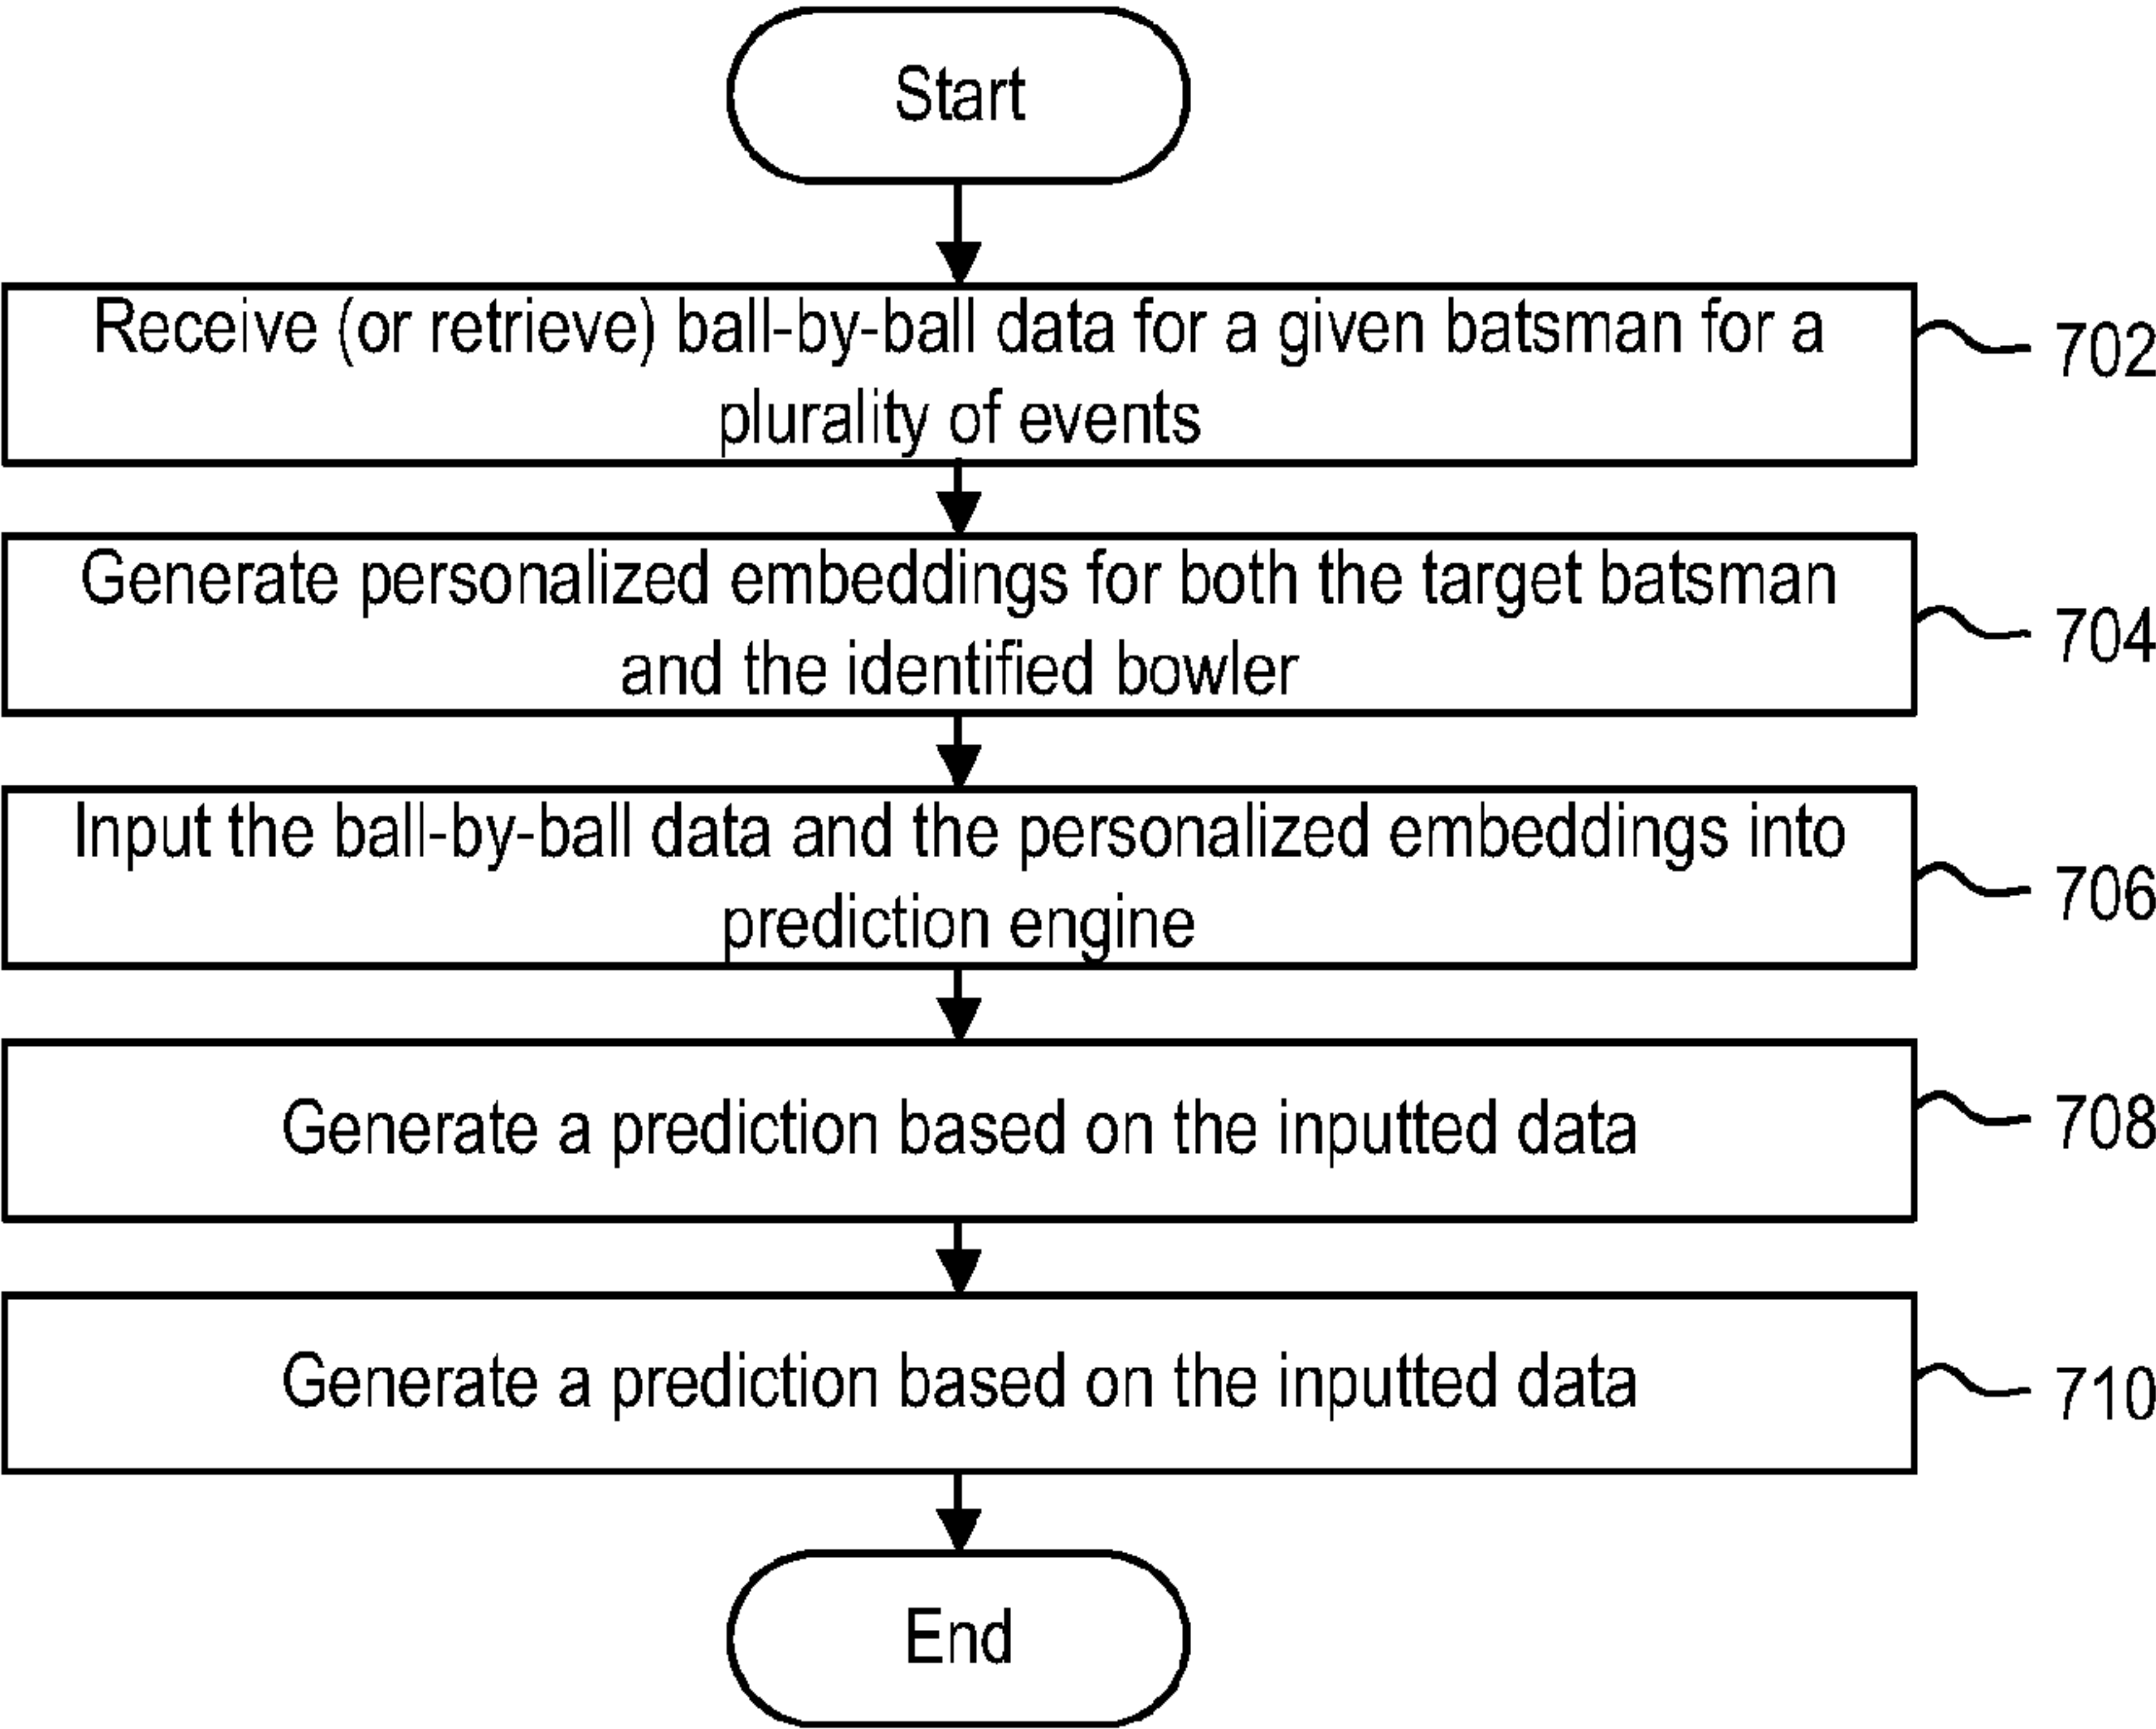 Start
Receive (or retrieve) ball-by-ball data for a given batsman for a
plurality of events
702
Generate personalized embeddings for both the target batsman
and the identified bowler
704
Input the ball-by-ball data and the personalized embeddings into
prediction engine
706
Generate a prediction based on the inputted data
708
Generate a prediction based on the inputted data
710
End